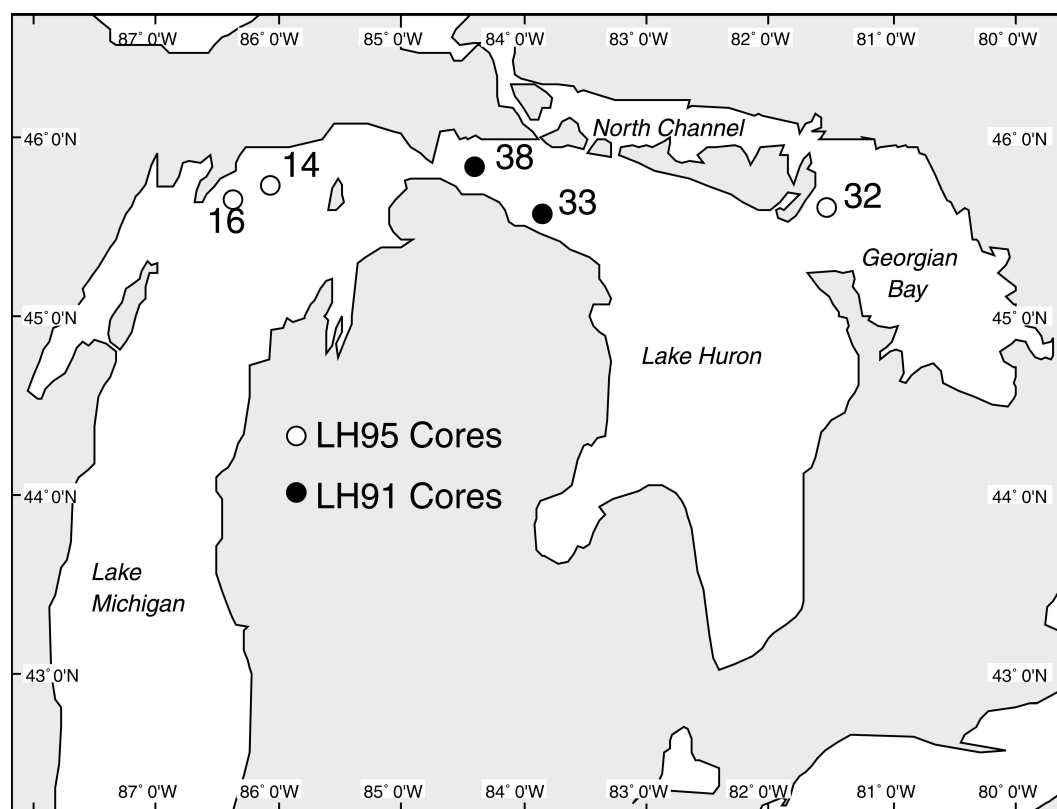 87° 0'W 86° 0'W 85° 0'W 84° 0'W 83° 0'W 82° 0'W 81° 0'W 80° 0'W
46° 0'N
North Channel
46° 0'N
14
38
16
33
32
Georgian
Bay
45° 0'N
45° 0'N
Lake Huron
LH95 Cores
LH91 Cores
44° 0'N
44° 0'N
Lake
Michigan
43° 0'N
43° 0'N
87° 0'W 86° 0'W 85° 0'W 84° 0'W 83° 0'W 82° 0'W 81° 0'W 80° 0'W